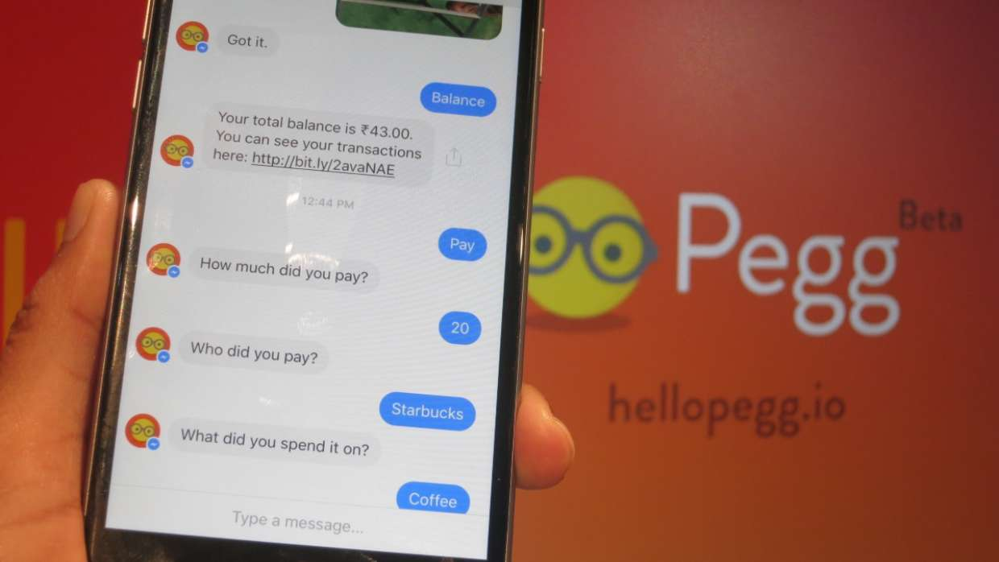 Got it.
Balance
Your total balance is ₹43.00.
You can see your transactions
here: http://bit.ly/2avaNAE
12:44 PM
Pay
How much did you pay?
20
Who did you pay?
Starbucks
What did you spend it on?
Coffee
Type a message...
Pegg
Beta
hellopegg.io